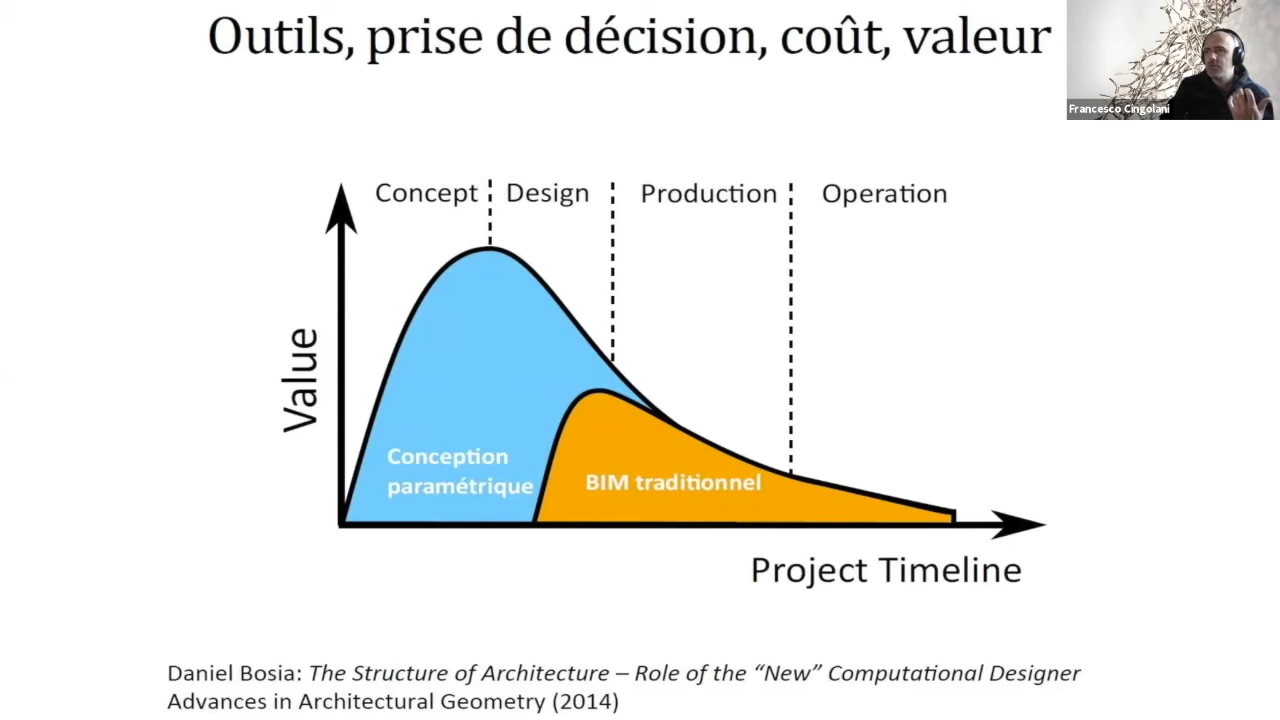 Outils, prise de décision, coût, valeur
Francesco Cingolani
Concept Design Production Operation
Value
Conception
paramétrique
BIM traditionnel
Project Timeline
Daniel Bosia: The Structure of Architecture – Role of the “New” Computational Designer
Advances in Architectural Geometry (2014)